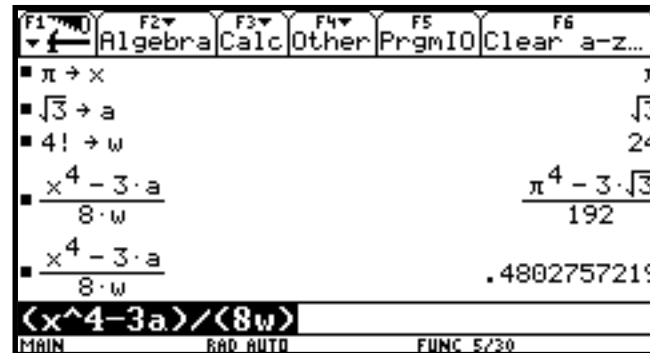 F1 F2 F3 F4 F5 F6
Algebra Calc Other PrgmIO Clear a-z…
π → x π
√3 → a √3
4! → w 24
(x^4 - 3·a)/(8·w) (π^4 - 3·√3)/192
(x^4 - 3·a)/(8·w) .4802757219
(x^4-3a)/(8w)
MAIN RAD AUTO FUNC 5/30